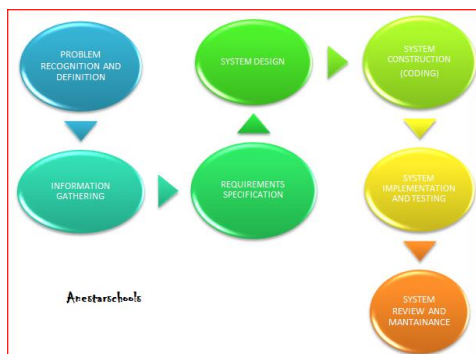 PROBLEM
RECOGNITION AND
DEFINITION
INFORMATION
GATHERING
REQUIREMENTS
SPECIFICATION
SYSTEM DESIGN
SYSTEM
CONSTRUCTION
(CODING)
SYSTEM
IMPLEMENTATION
AND TESTING
SYSTEM
REVIEW AND
MANTAINANCE
Anestarschools